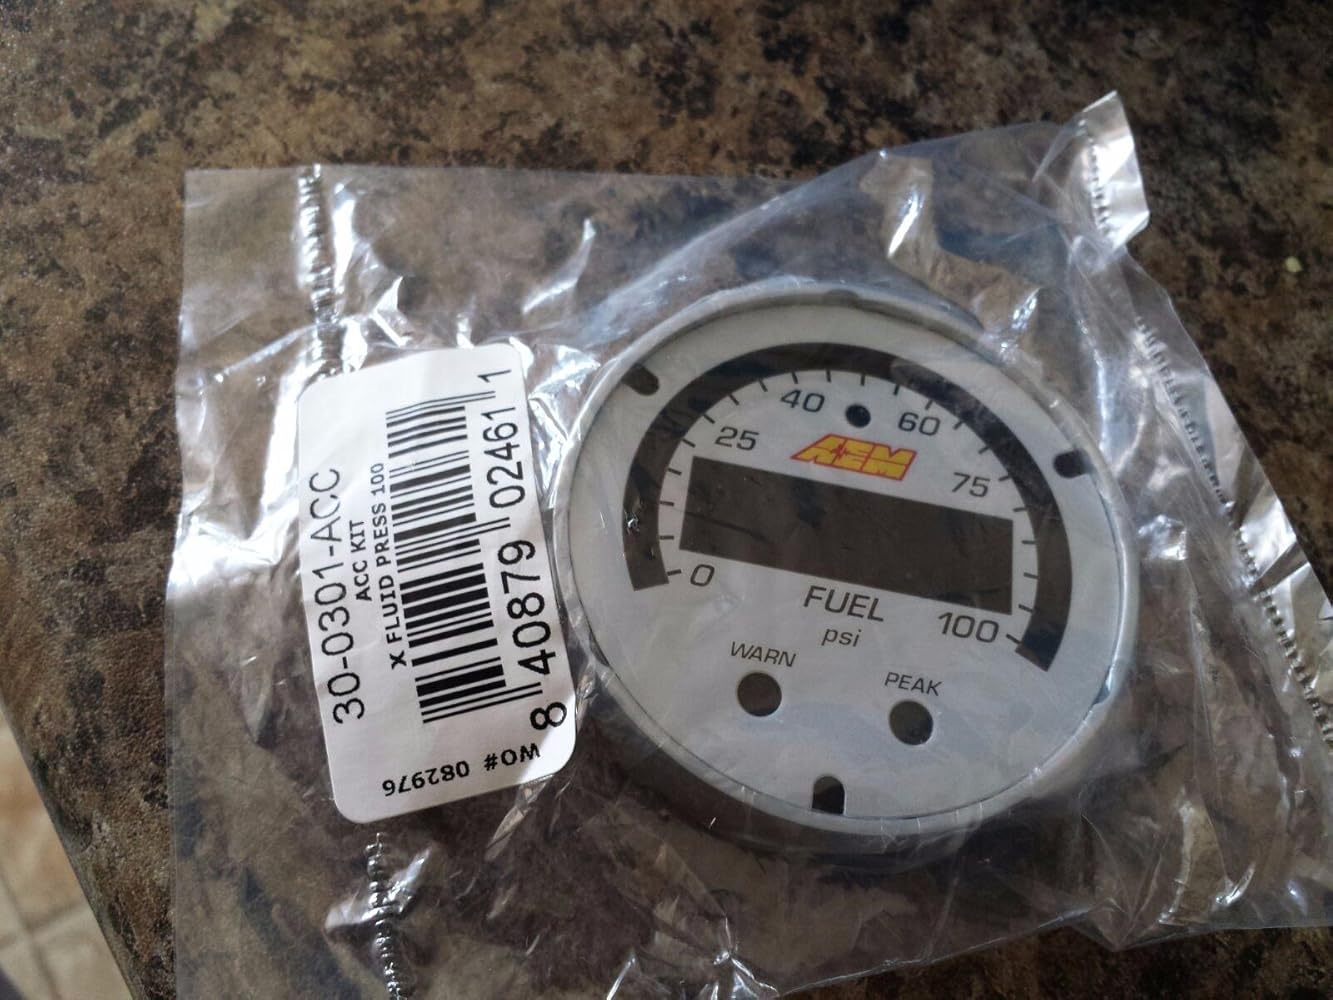 30-0301-ACC
ACC KIT
X FLUID PRESS 100
8 40879 02461 1
WO# 082976
40
60
25
75
AEM
0
100
FUEL
psi
WARN
PEAK